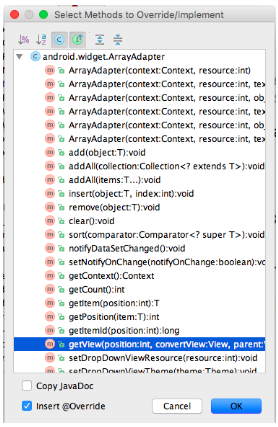 Select Methods to Override/Implement
android.widget.ArrayAdapter
ArrayAdapter(context:Context, resource:int)
ArrayAdapter(context:Context, resource:int, tex
ArrayAdapter(context:Context, resource:int, obj
ArrayAdapter(context:Context, resource:int, tex
ArrayAdapter(context:Context, resource:int, obj
ArrayAdapter(context:Context, resource:int, tex
add(object:T):void
addAll(collection:Collection<? extends T>):void
addAll(items:T...):void
insert(object:T, index:int):void
remove(object:T):void
clear():void
sort(comparator:Comparator<? super T>):void
notifyDataSetChanged():void
setNotifyOnChange(notifyOnChange:boolean):vo
getContext():Context
getCount():int
getItem(position:int):T
getPosition(item:T):int
getItemId(position:int):long
getView(position:int, convertView:View, parent:
setDropDownViewResource(resource:int):void
setDropDownViewTheme(theme:Theme):void
Copy JavaDoc
Insert @Override
Cancel
OK